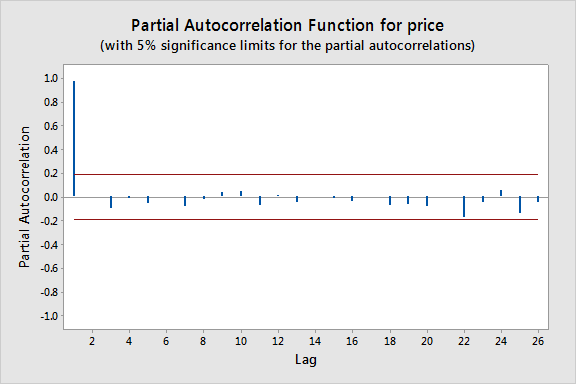 Partial Autocorrelation Function for price
(with 5% significance limits for the partial autocorrelations)
Partial Autocorrelation
1.0
0.8
0.6
0.4
0.2
0.0
-0.2
-0.4
-0.6
-0.8
-1.0
2 4 6 8 10 12 14 16 18 20 22 24 26
Lag